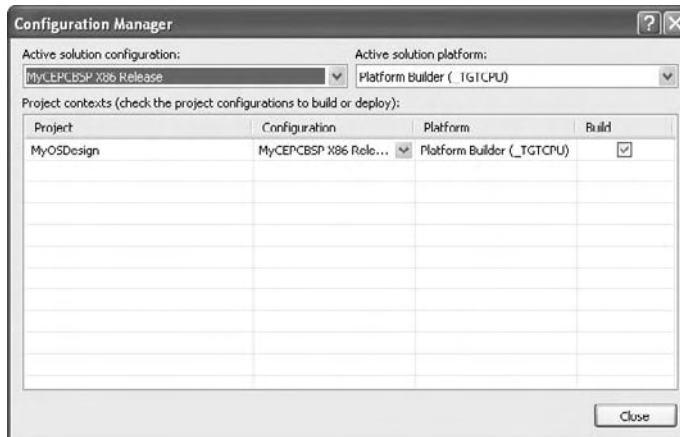 Configuration Manager
Active solution configuration: Active solution platform:
MyCEPCBSP X86 Release Platform Builder (_TGTCPU)
Project contexts (check the project configurations to build or deploy):
Project Configuration Platform Build
MyOSDesign MyCEPCBSP X86 Rele... Platform Builder (_TGTCPU)
Close